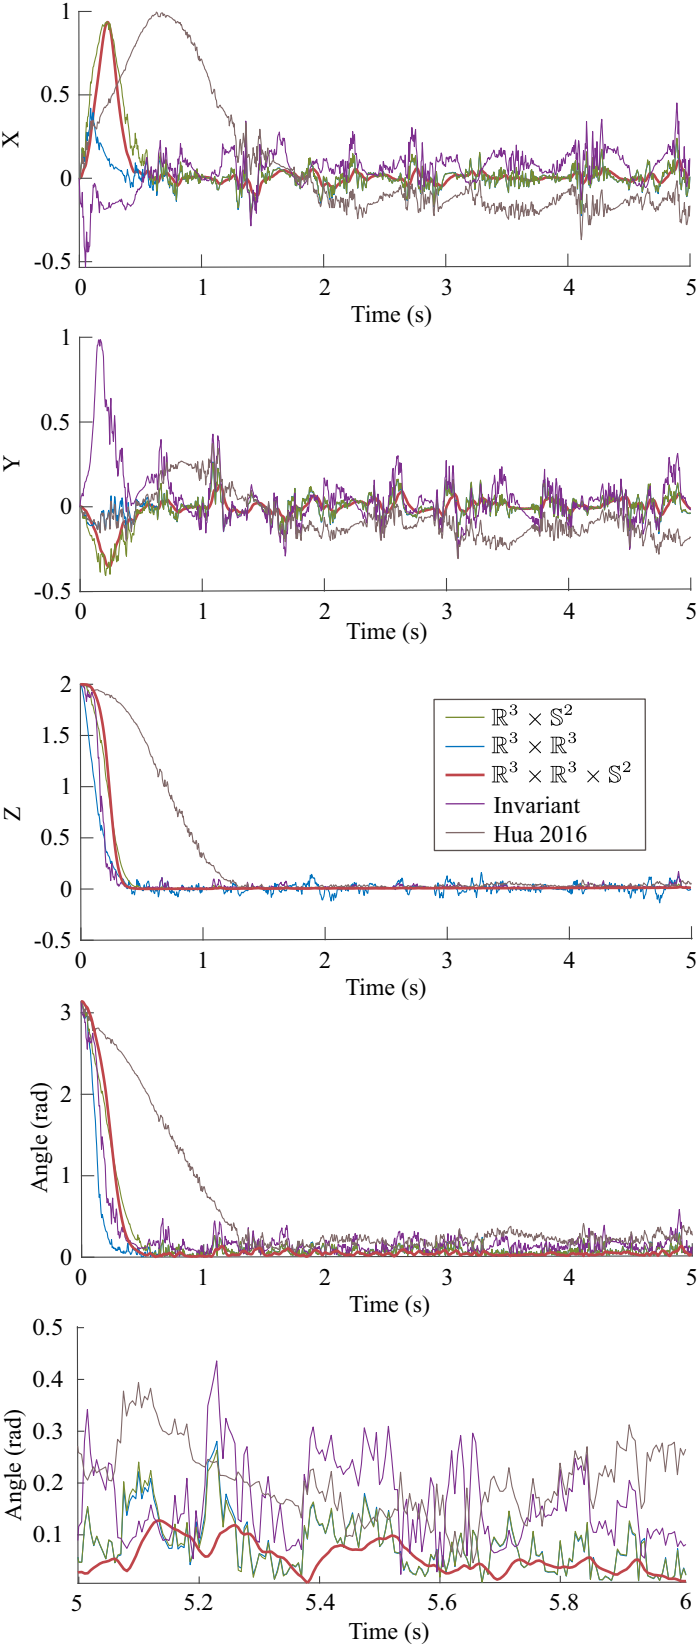 1
0.5
0
-0.5
X
0 1 2 3 4 5
Time (s)
1
0.5
0
-0.5
Y
0 1 2 3 4 5
Time (s)
2
1.5
1
0.5
0
-0.5
Z
ℝ³ × 𝕊²
ℝ³ × ℝ³
ℝ³ × ℝ³ × 𝕊²
Invariant
Hua 2016
0 1 2 3 4 5
Time (s)
3
2
1
0
Angle (rad)
0 1 2 3 4 5
Time (s)
0.5
0.4
0.3
0.2
0.1
Angle (rad)
5 5.2 5.4 5.6 5.8 6
Time (s)